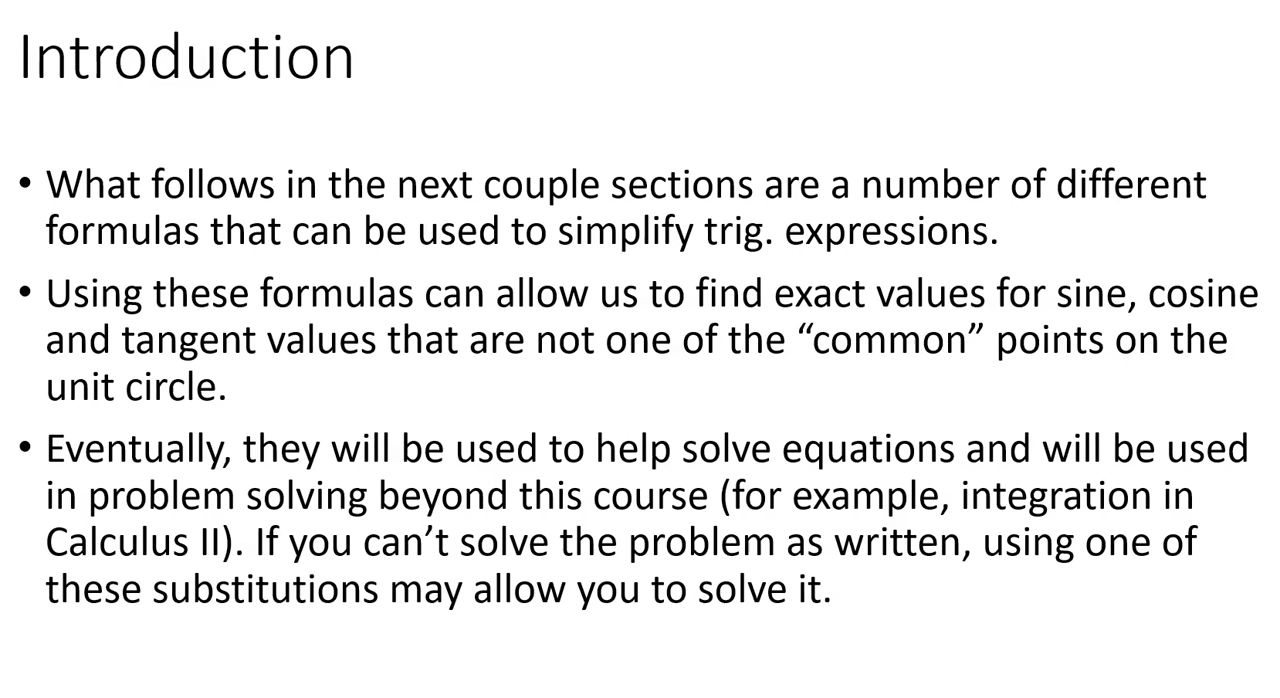 Introduction
• What follows in the next couple sections are a number of different
formulas that can be used to simplify trig. expressions.
• Using these formulas can allow us to find exact values for sine, cosine
and tangent values that are not one of the “common” points on the
unit circle.
• Eventually, they will be used to help solve equations and will be used
in problem solving beyond this course (for example, integration in
Calculus II). If you can’t solve the problem as written, using one of
these substitutions may allow you to solve it.